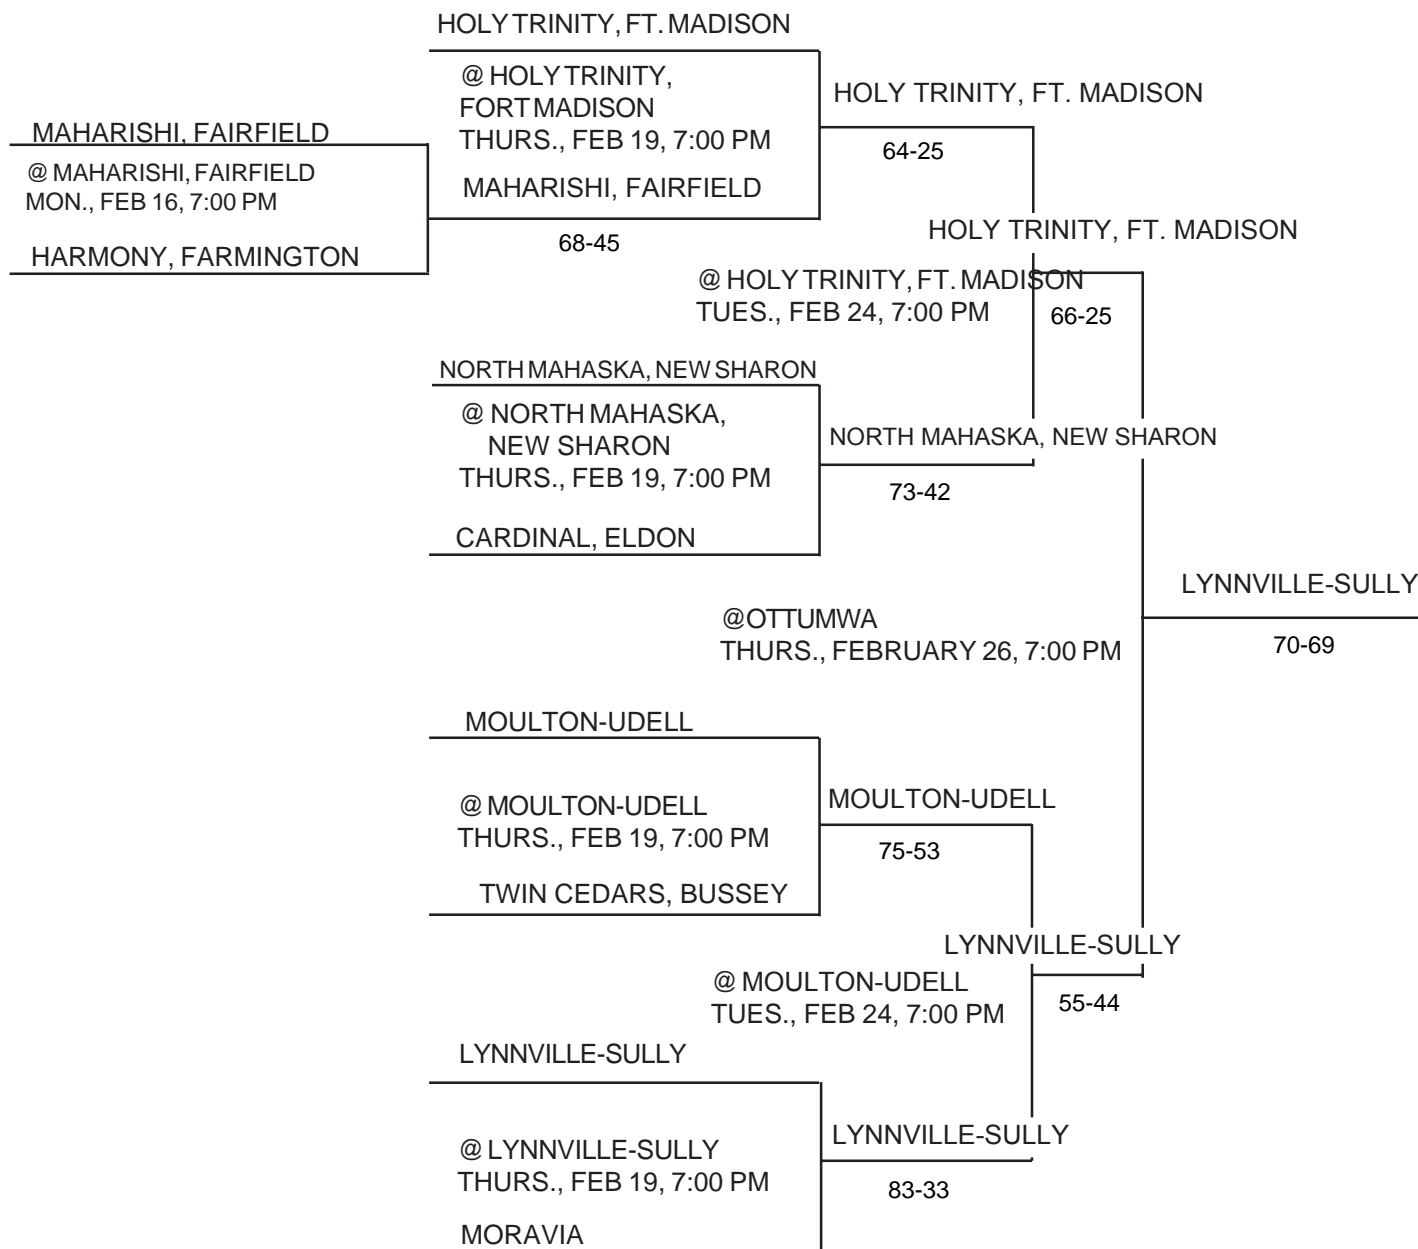 HOLY TRINITY, FT. MADISON
@ HOLY TRINITY,
FORT MADISON
THURS., FEB 19, 7:00 PM
HOLY TRINITY, FT. MADISON
64-25
MAHARISHI, FAIRFIELD
@ MAHARISHI, FAIRFIELD
MON., FEB 16, 7:00 PM
HARMONY, FARMINGTON
MAHARISHI, FAIRFIELD
68-45
HOLY TRINITY, FT. MADISON
@ HOLY TRINITY, FT. MADISON
TUES., FEB 24, 7:00 PM
66-25
NORTH MAHASKA, NEW SHARON
@ NORTH MAHASKA,
NEW SHARON
THURS., FEB 19, 7:00 PM
NORTH MAHASKA, NEW SHARON
73-42
CARDINAL, ELDON
LYNNVILLE-SULLY
70-69
@OTTUMWA
THURS., FEBRUARY 26, 7:00 PM
MOULTON-UDELL
@ MOULTON-UDELL
THURS., FEB 19, 7:00 PM
MOULTON-UDELL
75-53
TWIN CEDARS, BUSSEY
LYNNVILLE-SULLY
@ MOULTON-UDELL
TUES., FEB 24, 7:00 PM
55-44
LYNNVILLE-SULLY
@ LYNNVILLE-SULLY
THURS., FEB 19, 7:00 PM
LYNNVILLE-SULLY
83-33
MORAVIA